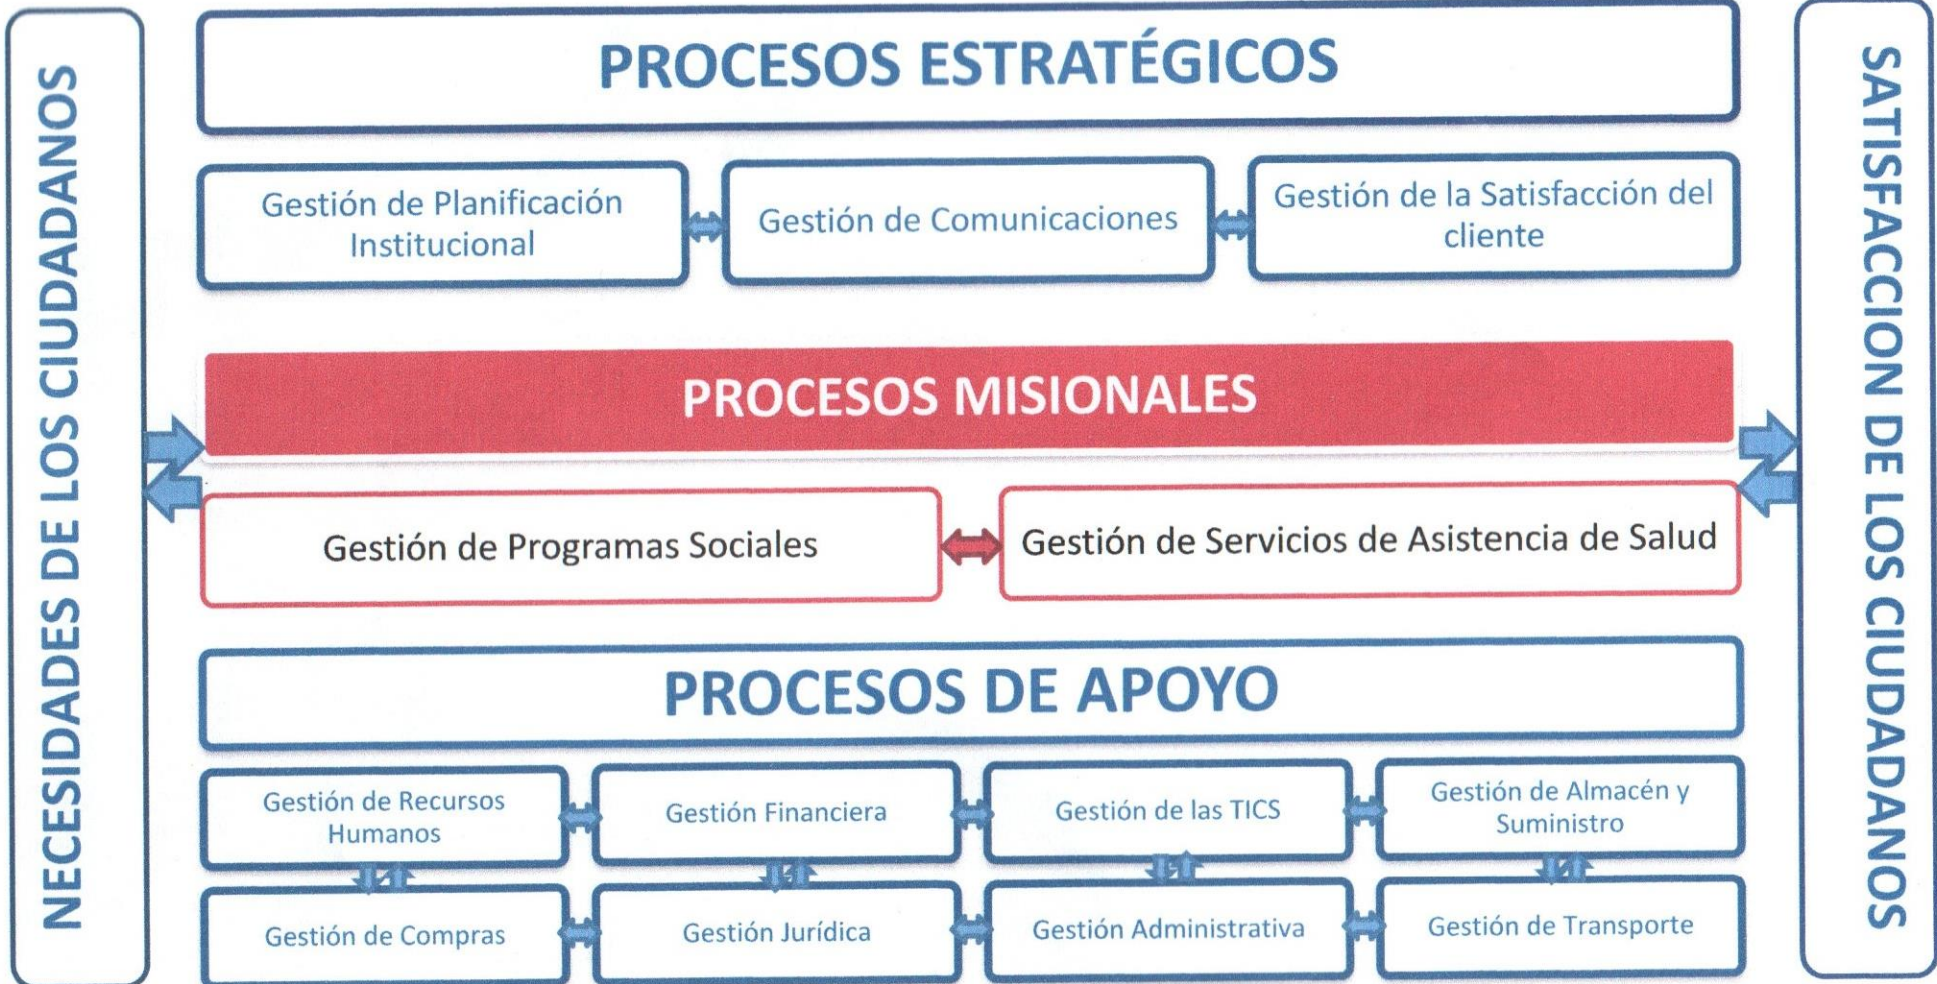 NECESIDADES DE LOS CIUDADANOS
PROCESOS ESTRATÉGICOS
Gestión de Planificación
Institucional
Gestión de Comunicaciones
Gestión de la Satisfacción del
cliente
PROCESOS MISIONALES
Gestión de Programas Sociales
Gestión de Servicios de Asistencia de Salud
PROCESOS DE APOYO
Gestión de Recursos
Humanos
Gestión Financiera
Gestión de las TICS
Gestión de Almacén y
Suministro
Gestión de Compras
Gestión Jurídica
Gestión Administrativa
Gestión de Transporte
SATISFACCION DE LOS CIUDADANOS